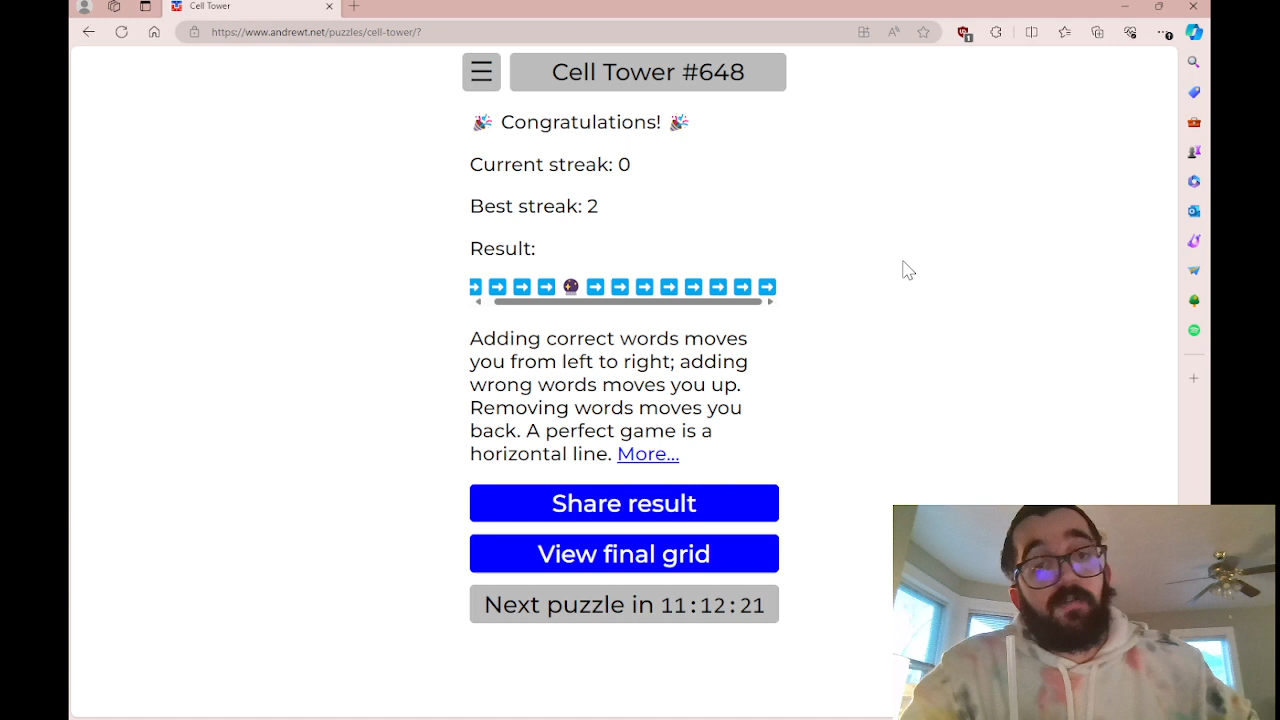 Cell Tower
https://www.andrewt.net/puzzles/cell-tower/?
1
Cell Tower #648
🎉 Congratulations! 🎉
Current streak: 0
Best streak: 2
Result:
➡️➡️➡️➡️🔮➡️➡️➡️➡️➡️➡️➡️➡️
Adding correct words moves
you from left to right; adding
wrong words moves you up.
Removing words moves you
back. A perfect game is a
horizontal line. More...
Share result
View final grid
Next puzzle in 11:12:21